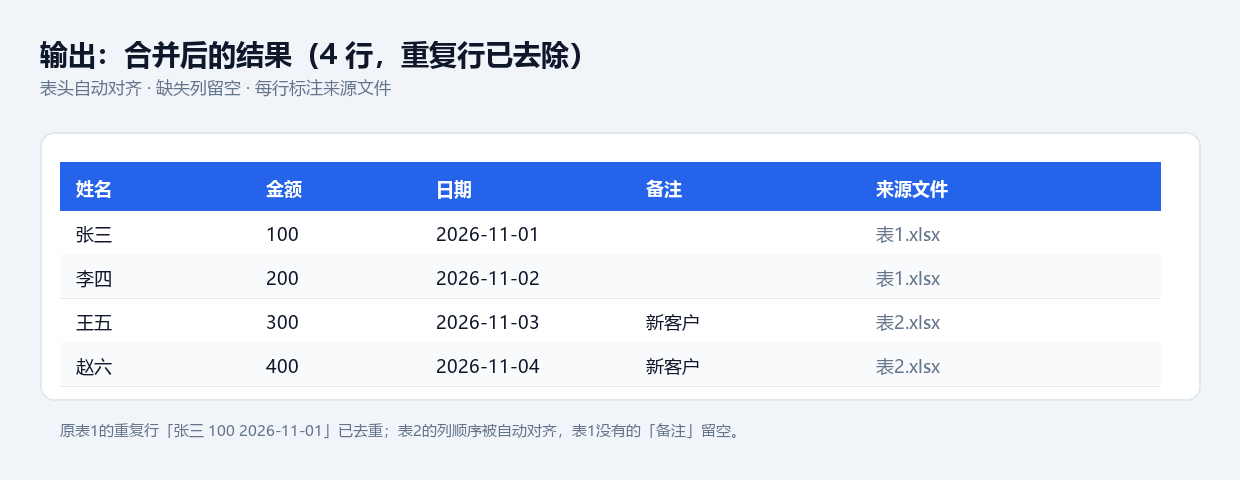 输出：合并后的结果（4 行，重复行已去除）
表头自动对齐 · 缺失列留空 · 每行标注来源文件
姓名 金额 日期 备注 来源文件
张三 100 2026-11-01 表1.xlsx
李四 200 2026-11-02 表1.xlsx
王五 300 2026-11-03 新客户 表2.xlsx
赵六 400 2026-11-04 新客户 表2.xlsx
原表1的重复行「张三 100 2026-11-01」已去重；表2的列顺序被自动对齐，表1没有的「备注」留空。